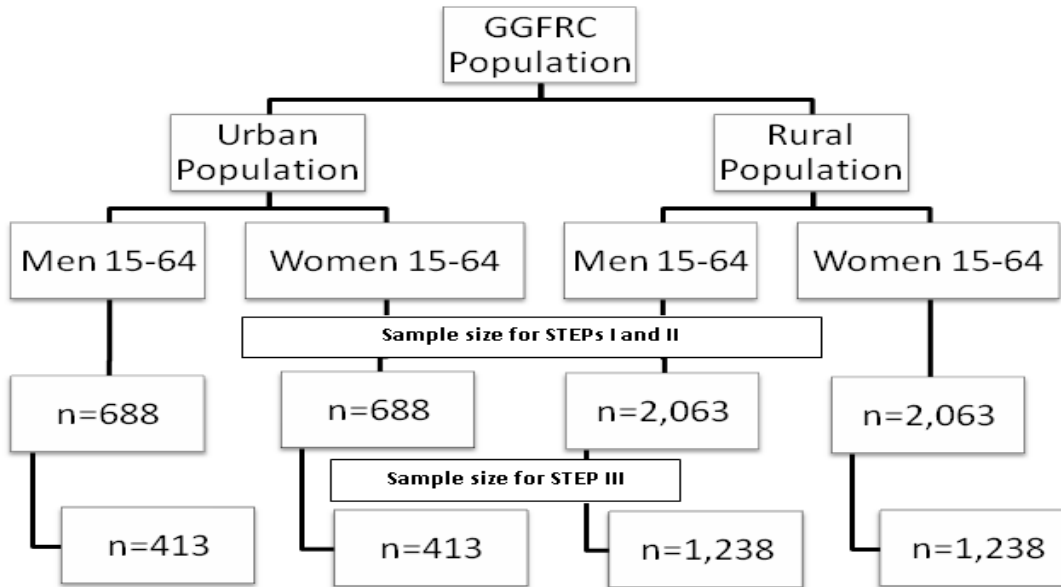 GGFRC
Population
Urban
Population
Rural
Population
Men 15-64
Women 15-64
Men 15-64
Women 15-64
Sample size for STEPs I and II
n=688
n=688
n=2,063
n=2,063
Sample size for STEP III
n=413
n=413
n=1,238
n=1,238